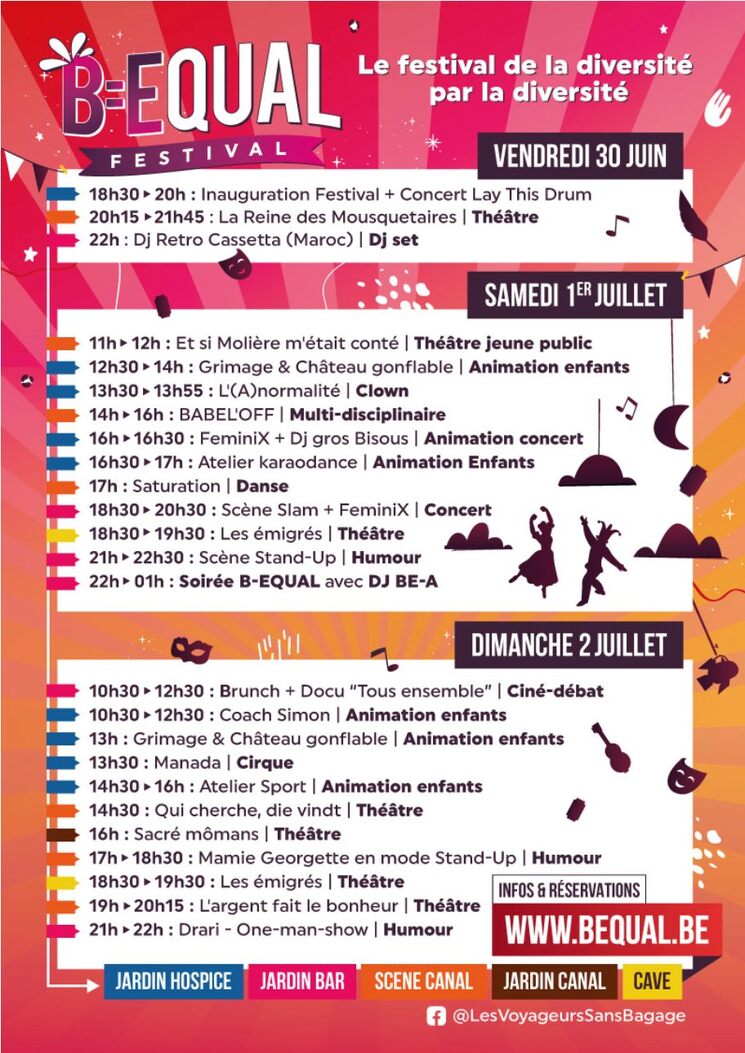 B=EQUAL
FESTIVAL
Le festival de la diversité
par la diversité
VENDREDI 30 JUIN
18h30 ▸ 20h : Inauguration Festival + Concert Lay This Drum
20h15 ▸ 21h45 : La Reine des Mousquetaires | Théâtre
22h : Dj Retro Cassetta (Maroc) | Dj set
SAMEDI 1ER JUILLET
11h ▸ 12h : Et si Molière m'était conté | Théâtre jeune public
12h30 ▸ 14h : Grimage & Château gonflable | Animation enfants
13h30 ▸ 13h55 : L'(A)normalité | Clown
14h ▸ 16h : BABEL'OFF | Multi-disciplinaire
16h ▸ 16h30 : FeminiX + Dj gros Bisous | Animation concert
16h30 ▸ 17h : Atelier karaodance | Animation Enfants
17h : Saturation | Danse
18h30 ▸ 20h30 : Scène Slam + FeminiX | Concert
18h30 ▸ 19h30 : Les émigrés | Théâtre
21h ▸ 22h30 : Scène Stand-Up | Humour
22h ▸ 01h : Soirée B-EQUAL avec DJ BE-A
DIMANCHE 2 JUILLET
10h30 ▸ 12h30 : Brunch + Docu "Tous ensemble" | Ciné-débat
10h30 ▸ 12h30 : Coach Simon | Animation enfants
13h : Grimage & Château gonflable | Animation enfants
13h30 : Manada | Cirque
14h30 ▸ 16h : Atelier Sport | Animation enfants
14h30 : Qui cherche, die vindt | Théâtre
16h : Sacré mômans | Théâtre
17h ▸ 18h30 : Mamie Georgette en mode Stand-Up | Humour
18h30 ▸ 19h30 : Les émigrés | Théâtre
19h ▸ 20h15 : L'argent fait le bonheur | Théâtre
21h ▸ 22h : Drari - One-man-show | Humour
INFOS & RÉSERVATIONS
WWW.BEQUAL.BE
JARDIN HOSPICE JARDIN BAR SCENE CANAL JARDIN CANAL CAVE
@LesVoyageursSansBagage